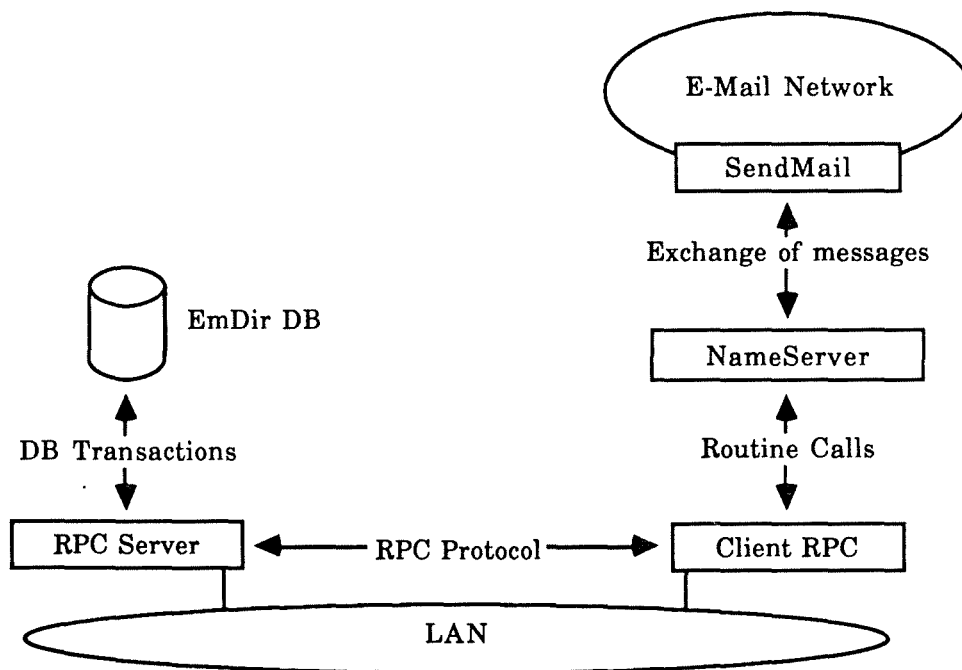 E-Mail Network
SendMail
Exchange of messages
EmDir DB
NameServer
DB Transactions
Routine Calls
RPC Server
RPC Protocol
Client RPC
LAN